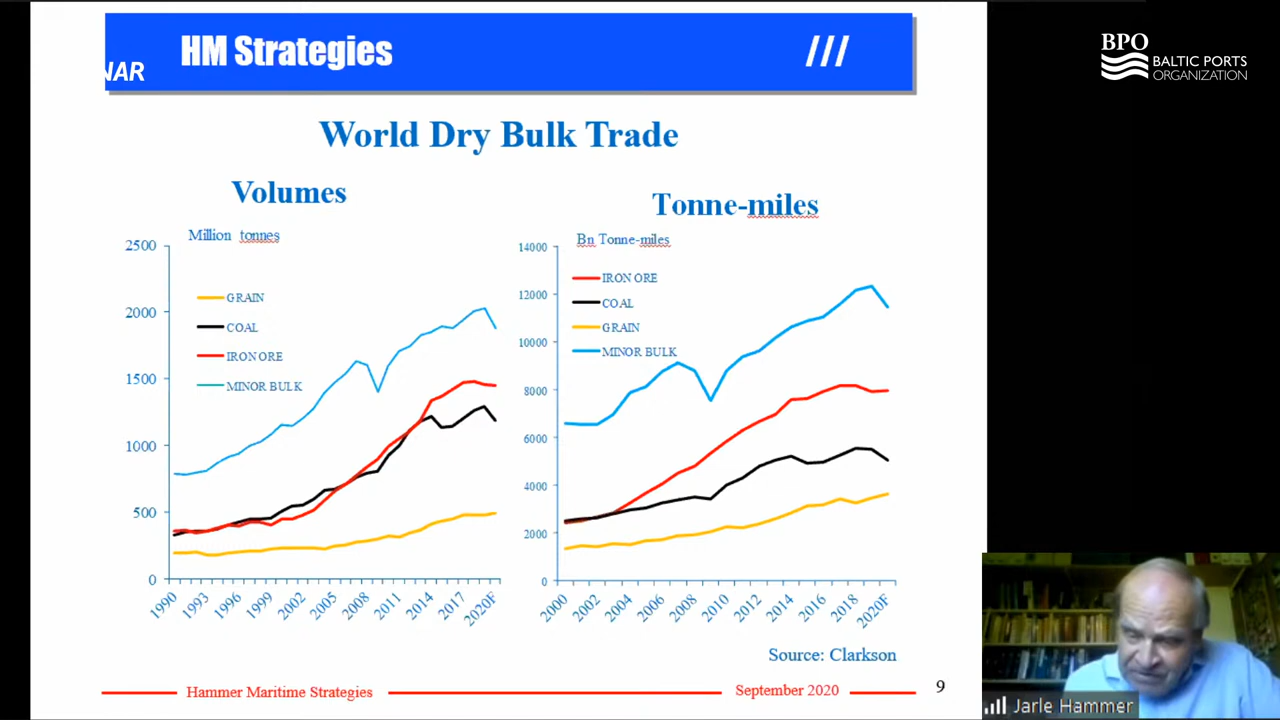 HM Strategies
///
NAR
BPO
BALTIC PORTS
ORGANIZATION
World Dry Bulk Trade
Volumes
Million tonnes
2500
2000
1500
1000
500
0
GRAIN
COAL
IRON ORE
MINOR BULK
1990 1993 1996 1999 2002 2005 2008 2011 2014 2017 2020F
Tonne-miles
Bn Tonne-miles
14000
12000
10000
8000
6000
4000
2000
0
IRON ORE
COAL
GRAIN
MINOR BULK
2000 2002 2004 2006 2008 2010 2012 2014 2016 2018 2020F
Source: Clarkson
Hammer Maritime Strategies
September 2020
9
Jarle Hammer